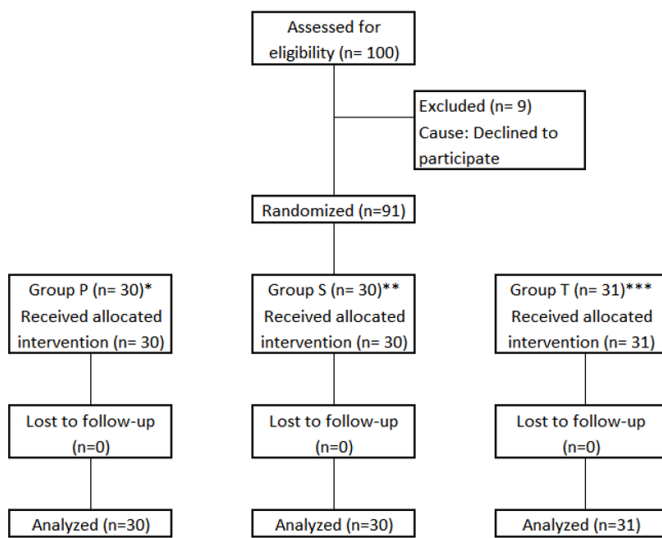 Assessed for
eligibility (n= 100)
Excluded (n= 9)
Cause: Declined to
participate
Randomized (n=91)
Group P (n= 30)*
Received allocated
intervention (n= 30)
Group S (n= 30)**
Received allocated
intervention (n= 30)
Group T (n= 31)***
Received allocated
intervention (n= 31)
Lost to follow-up
(n=0)
Lost to follow-up
(n=0)
Lost to follow-up
(n=0)
Analyzed (n=30)
Analyzed (n=30)
Analyzed (n=31)